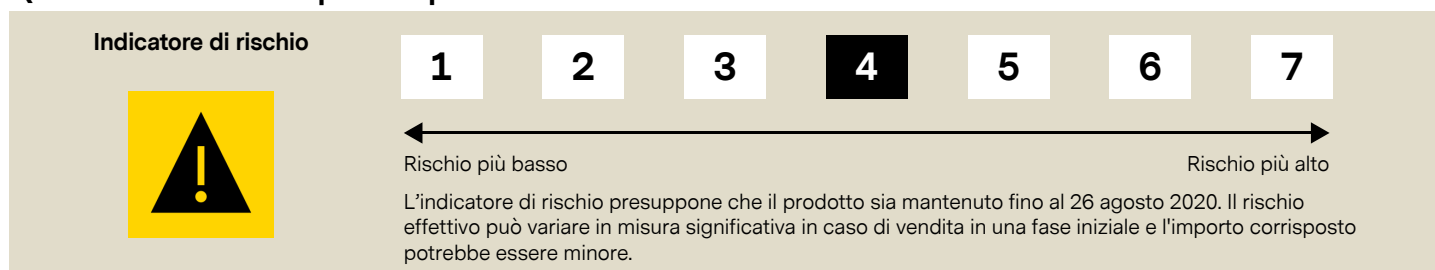 Indicatore di rischio
1 2 3 4 5 6 7
Rischio più basso Rischio più alto
L'indicatore di rischio presuppone che il prodotto sia mantenuto fino al 26 agosto 2020. Il rischio
effettivo può variare in misura significativa in caso di vendita in una fase iniziale e l'importo corrisposto
potrebbe essere minore.